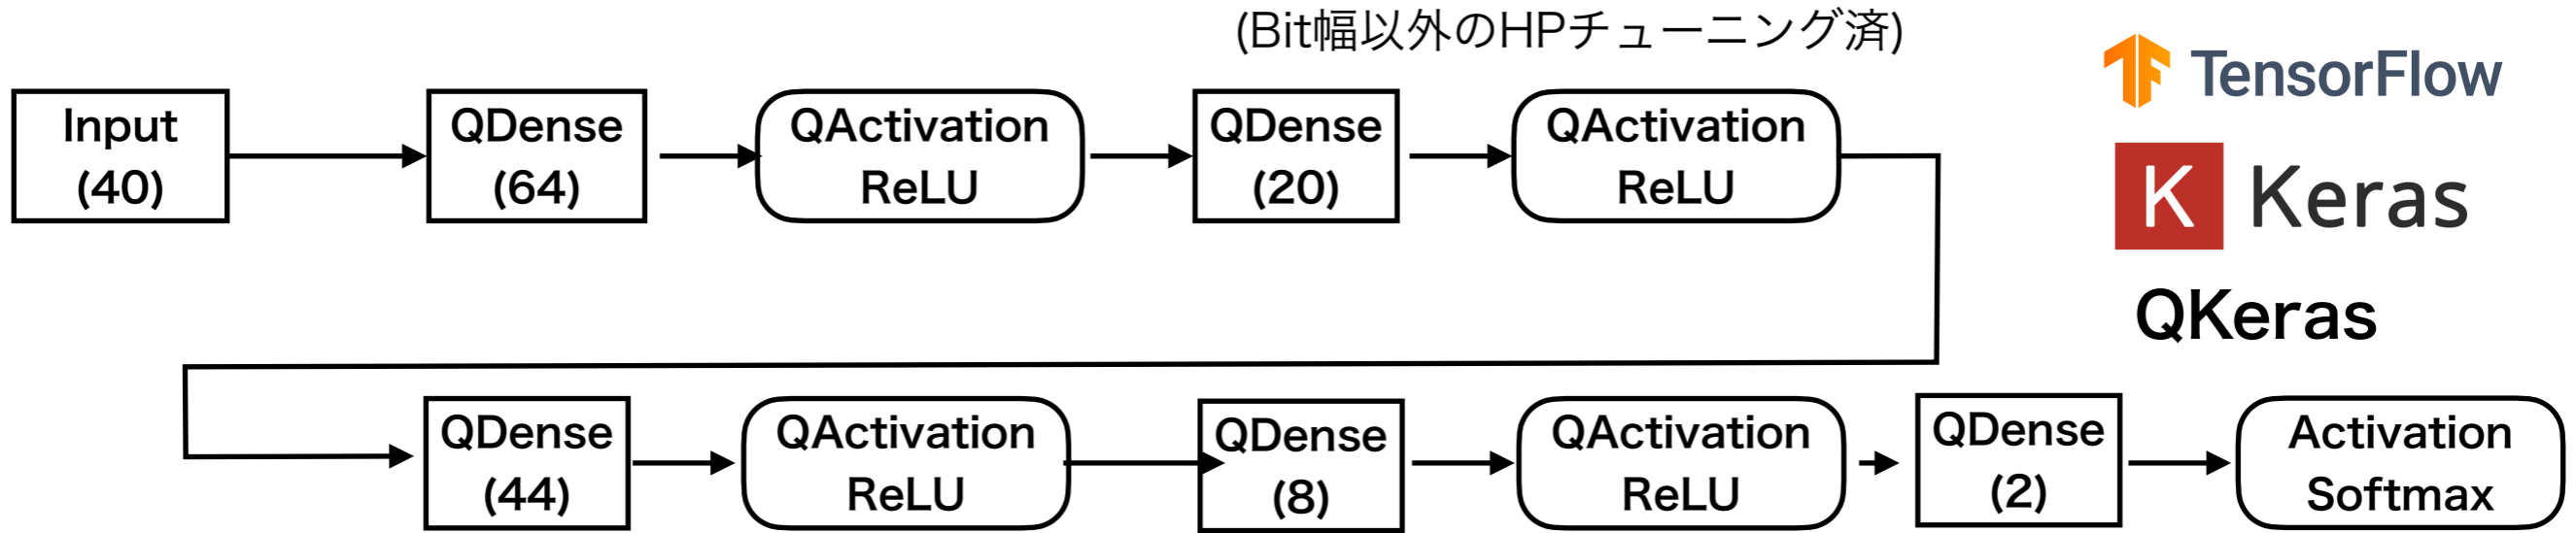 (Bit幅以外のHPチューニング済)
Input
(40)
QDense
(64)
QActivation
ReLU
QDense
(20)
QActivation
ReLU
TensorFlow
K Keras
QKeras
QDense
(44)
QActivation
ReLU
QDense
(8)
QActivation
ReLU
QDense
(2)
Activation
Softmax